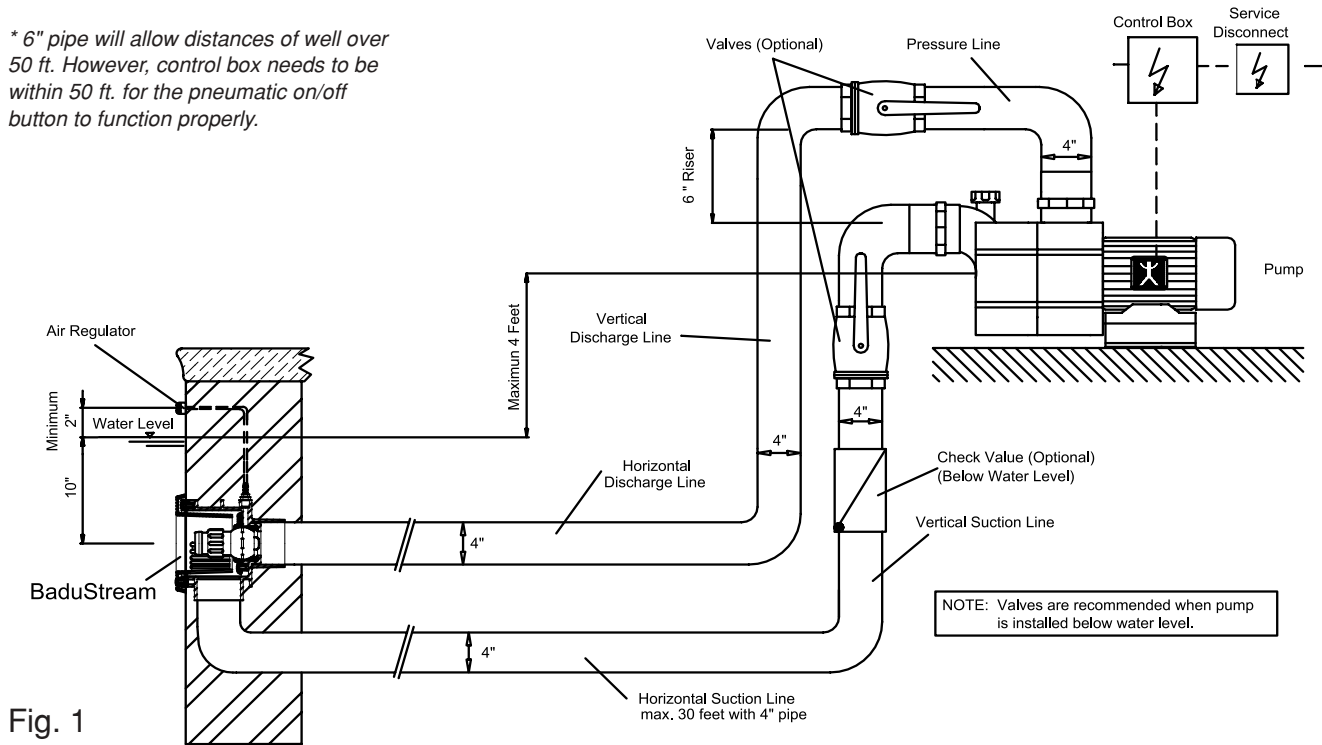 * 6" pipe will allow distances of well over
50 ft. However, control box needs to be
within 50 ft. for the pneumatic on/off
button to function properly.
Valves (Optional)
Pressure Line
Control Box
Service
Disconnect
4"
6 " Riser
Pump
Air Regulator
Vertical
Discharge Line
Maximun 4 Feet
Minimum
2"
Water Level
10"
4"
4"
Horizontal
Discharge Line
Check Value (Optional)
(Below Water Level)
4"
Vertical Suction Line
BaduStream
NOTE: Valves are recommended when pump
is installed below water level.
4"
Horizontal Suction Line
max. 30 feet with 4" pipe
Fig. 1